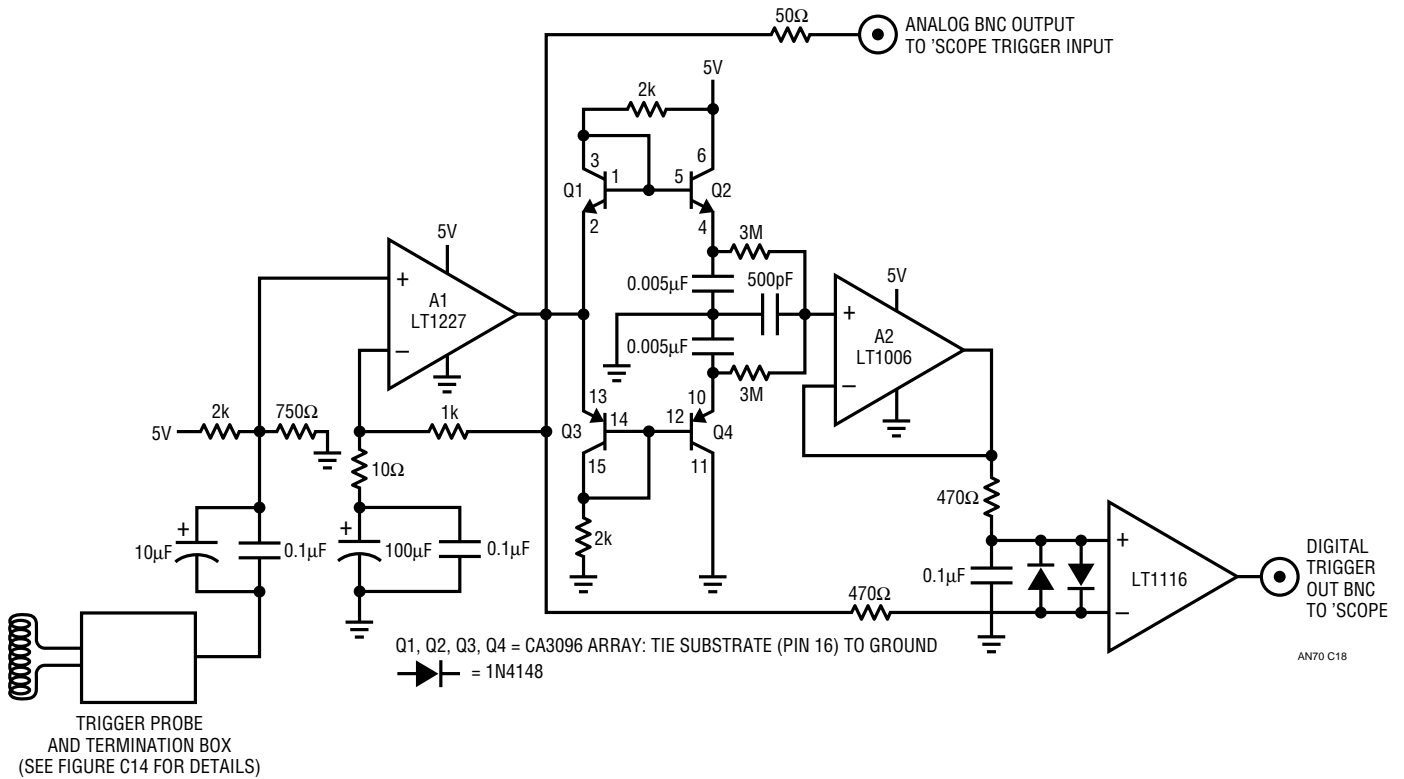 50Ω
ANALOG BNC OUTPUT
TO 'SCOPE TRIGGER INPUT
5V
2k
3
1
Q1
2
5
6
Q2
4
3M
0.005µF
500pF
5V
+
A1
LT1227
–
5V
+
A2
LT1006
–
0.005µF
3M
13
14
Q3
15
10
12
Q4
11
2k
5V
2k
750Ω
1k
10Ω
+
10µF
0.1µF
+
100µF
0.1µF
470Ω
0.1µF
+
LT1116
–
470Ω
DIGITAL
TRIGGER
OUT BNC
TO 'SCOPE
Q1, Q2, Q3, Q4 = CA3096 ARRAY: TIE SUBSTRATE (PIN 16) TO GROUND
= 1N4148
AN70 C18
TRIGGER PROBE
AND TERMINATION BOX
(SEE FIGURE C14 FOR DETAILS)